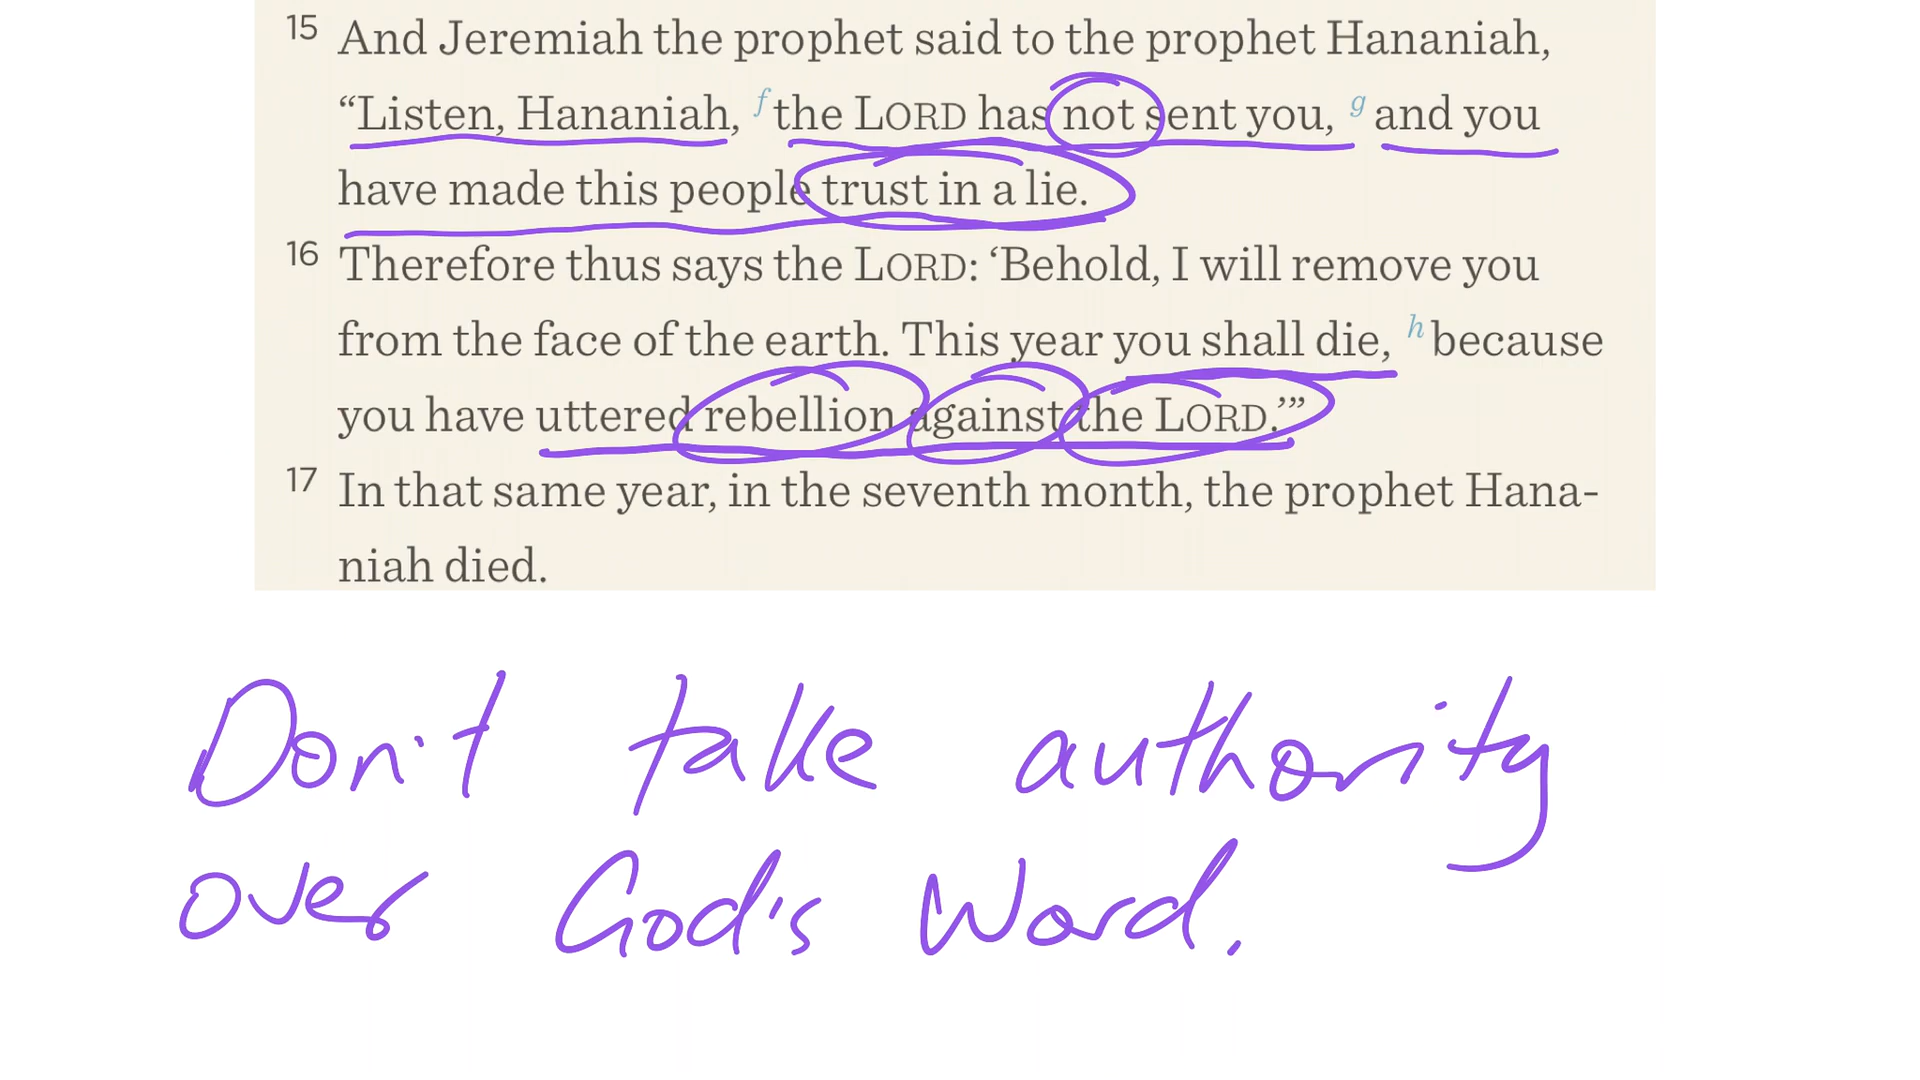 15 And Jeremiah the prophet said to the prophet Hananiah,
“Listen, Hananiah, f the LORD has not sent you, g and you
have made this people trust in a lie.
16 Therefore thus says the LORD: ‘Behold, I will remove you
from the face of the earth. This year you shall die, h because
you have uttered rebellion against the LORD.’”
17 In that same year, in the seventh month, the prophet Hana-
niah died.
Don't take authority
over God's Word.